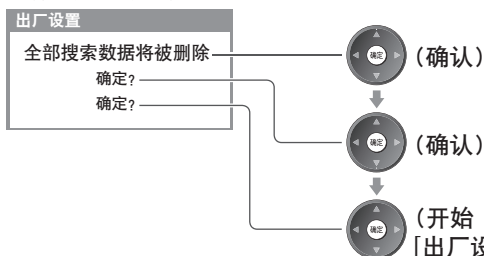 出厂设置
全部搜索数据将被删除
确定?
确定?
确定
(确认)
确定
(确认)
确定
(开始
[出厂设